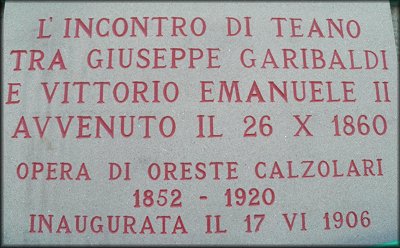 L'INCONTRO DI TEANO
TRA GIUSEPPE GARIBALDI
E VITTORIO EMANUELE II
AVVENUTO IL 26 X 1860
OPERA DI ORESTE CALZOLARI
1852 - 1920
INAUGURATA IL 17 VI 1906